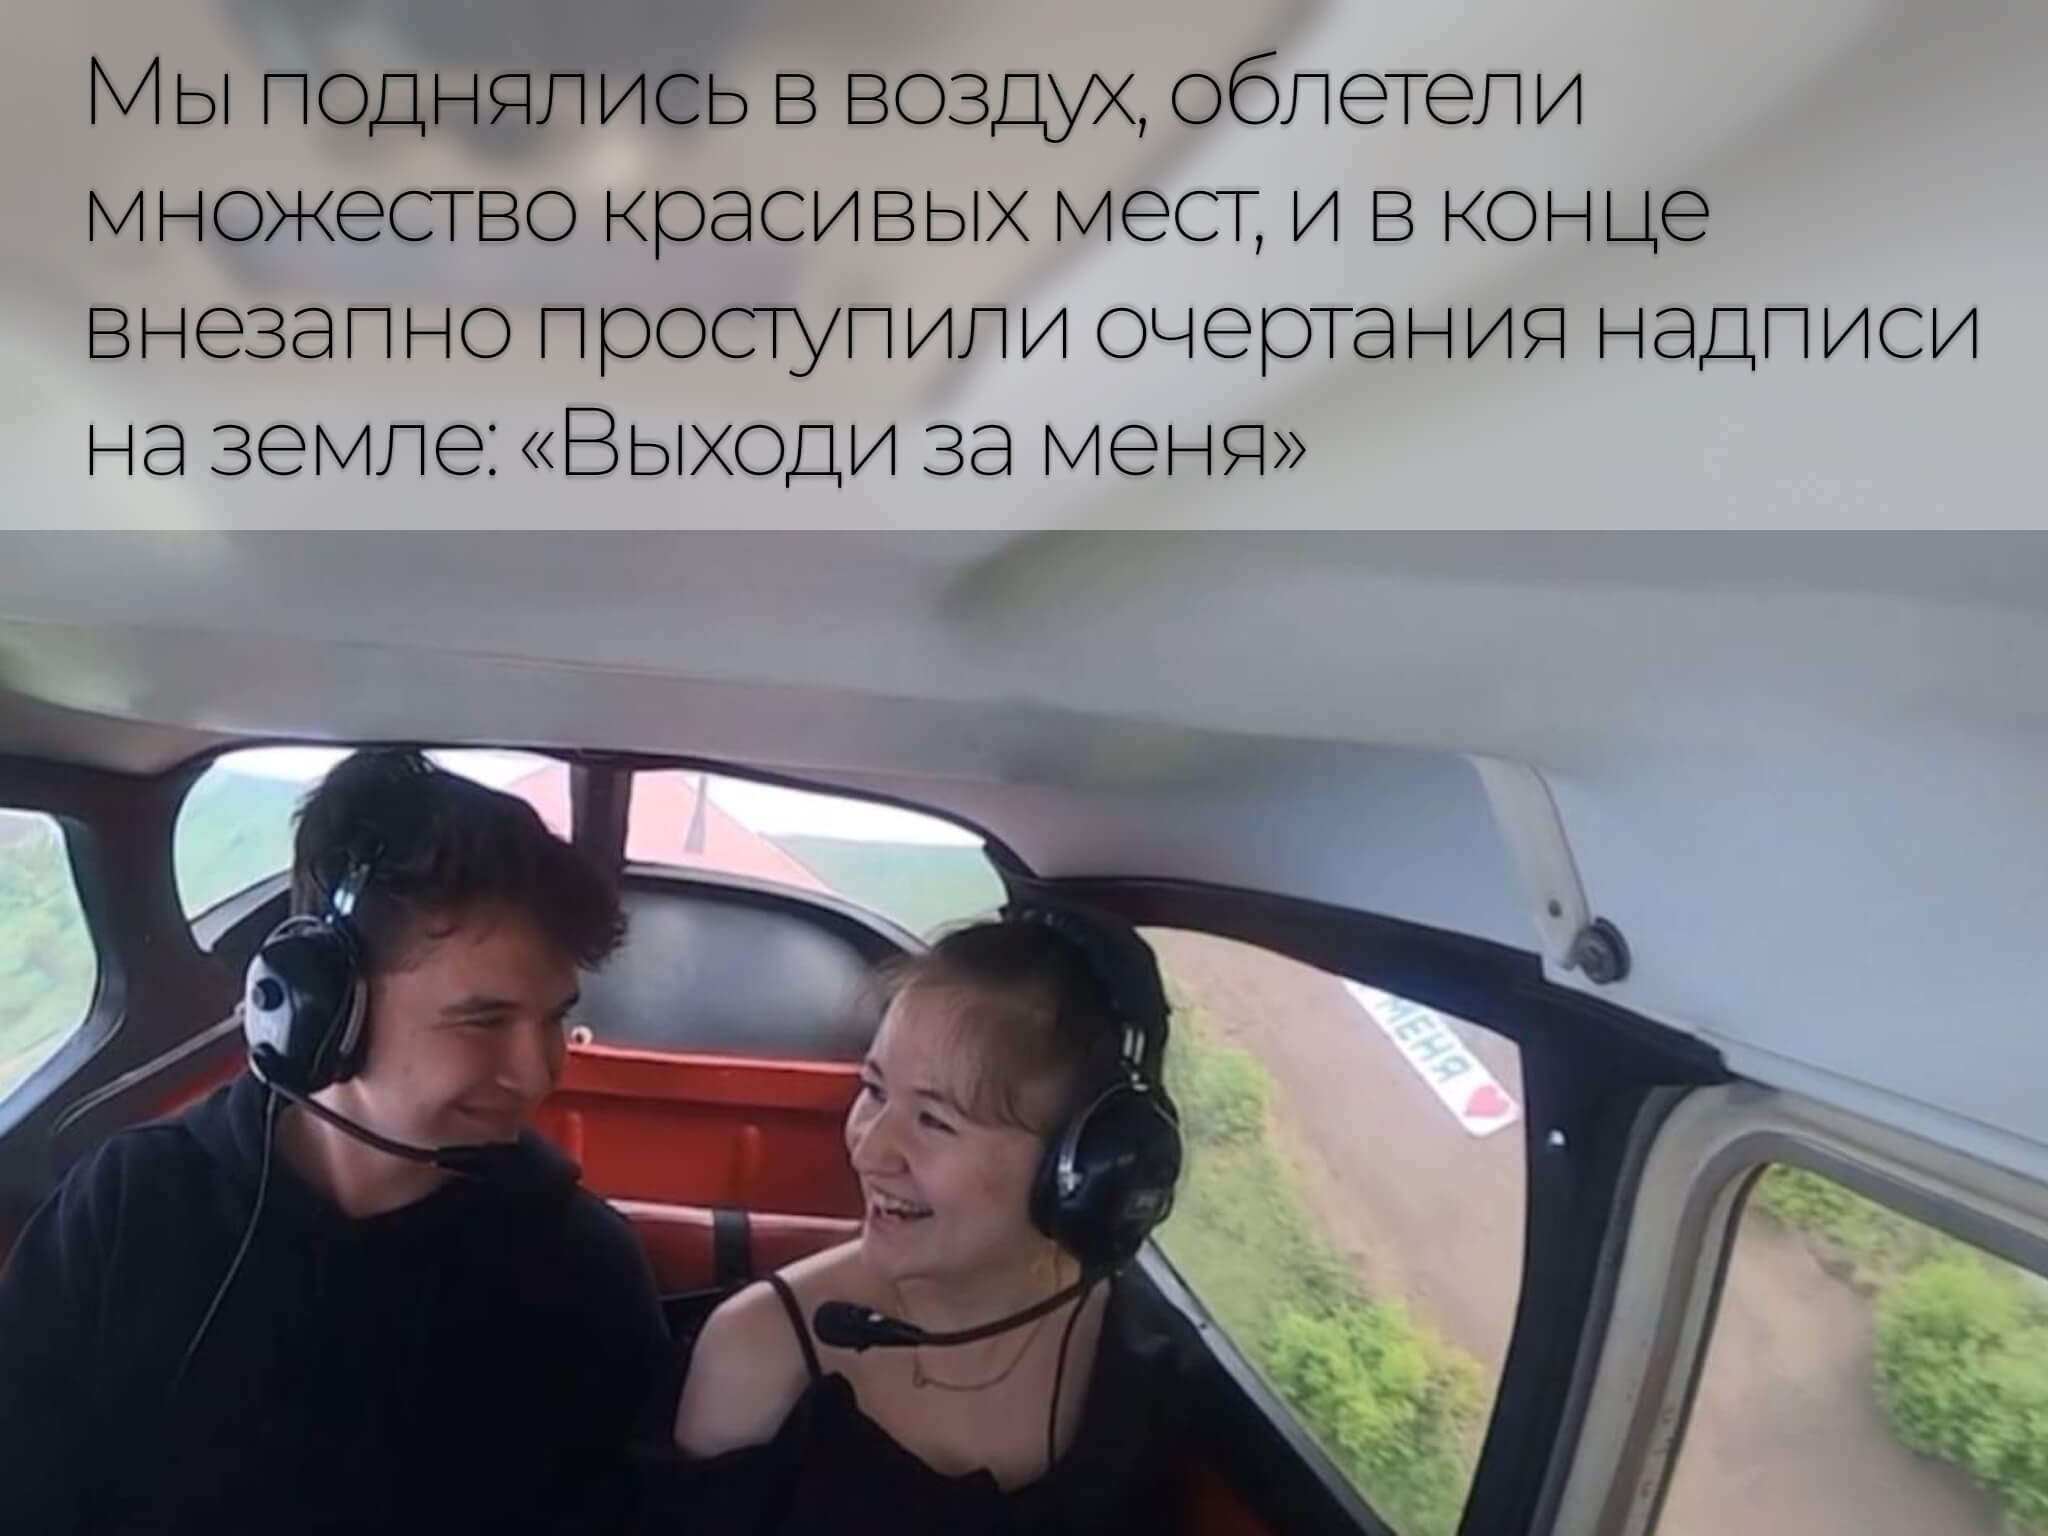 Мы поднялись в воздух, облетели
множество красивых мест, и в конце
внезапно проступили очертания надписи
на земле: «Выходи за меня»
МЕНЯ